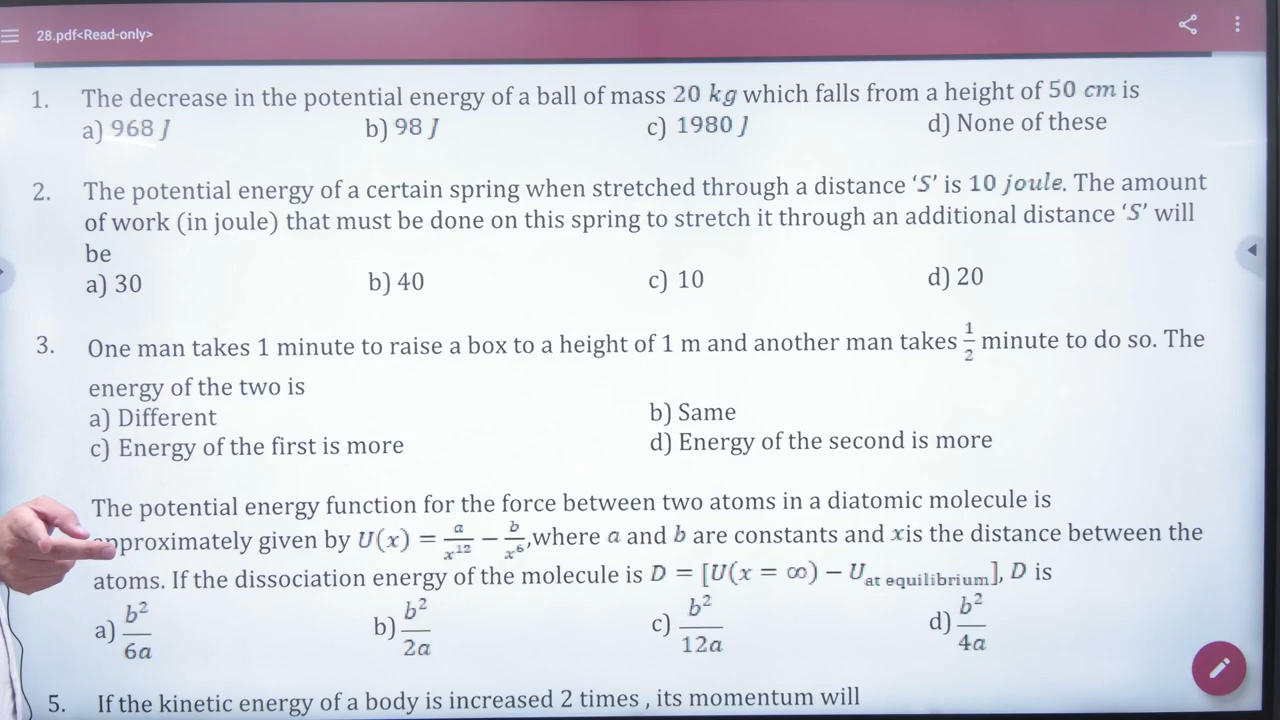 28.pdf<Read-only>
1. The decrease in the potential energy of a ball of mass 20 kg which falls from a height of 50 cm is
a) 968 J b) 98 J c) 1980 J d) None of these
2. The potential energy of a certain spring when stretched through a distance ‘S’ is 10 joule. The amount
of work (in joule) that must be done on this spring to stretch it through an additional distance ‘S’ will
be
a) 30 b) 40 c) 10 d) 20
3. One man takes 1 minute to raise a box to a height of 1 m and another man takes 1/2 minute to do so. The
energy of the two is
a) Different b) Same
c) Energy of the first is more d) Energy of the second is more
The potential energy function for the force between two atoms in a diatomic molecule is
approximately given by U(x) = a/x¹² − b/x⁶, where a and b are constants and x is the distance between the
atoms. If the dissociation energy of the molecule is D = [U(x = ∞) − U at equilibrium], D is
a) b²/6a b) b²/2a c) b²/12a d) b²/4a
5. If the kinetic energy of a body is increased 2 times , its momentum will